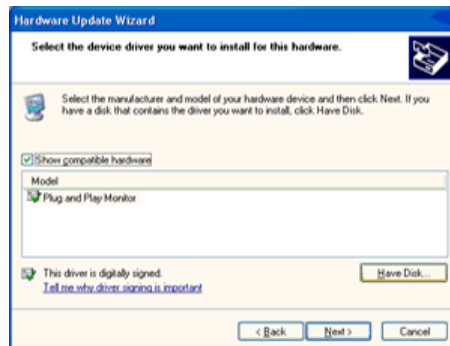 Hardware Update Wizard
Select the device driver you want to install for this hardware.
Select the manufacturer and model of your hardware device and then click Next. If you
have a disk that contains the driver you want to install, click Have Disk.
Show compatible hardware
Model
Plug and Play Monitor
This driver is digitally signed.
Have Disk...
Tell me why driver signing is important
< Back
Next >
Cancel